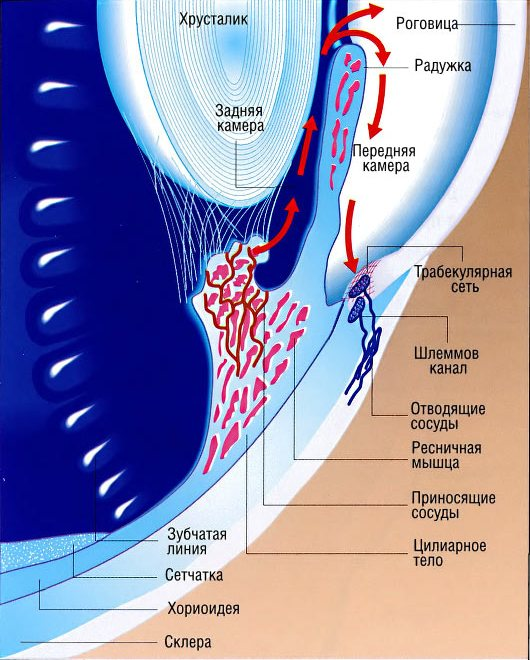 Хрусталик
Роговица
Радужка
Задняя
камера
Передняя
камера
Трабекулярная
сеть
Шлеммов
канал
Отводящие
сосуды
Ресничная
мышца
Приносящие
сосуды
Цилиарное
тело
Зубчатая
линия
Сетчатка
Хориоидея
Склера